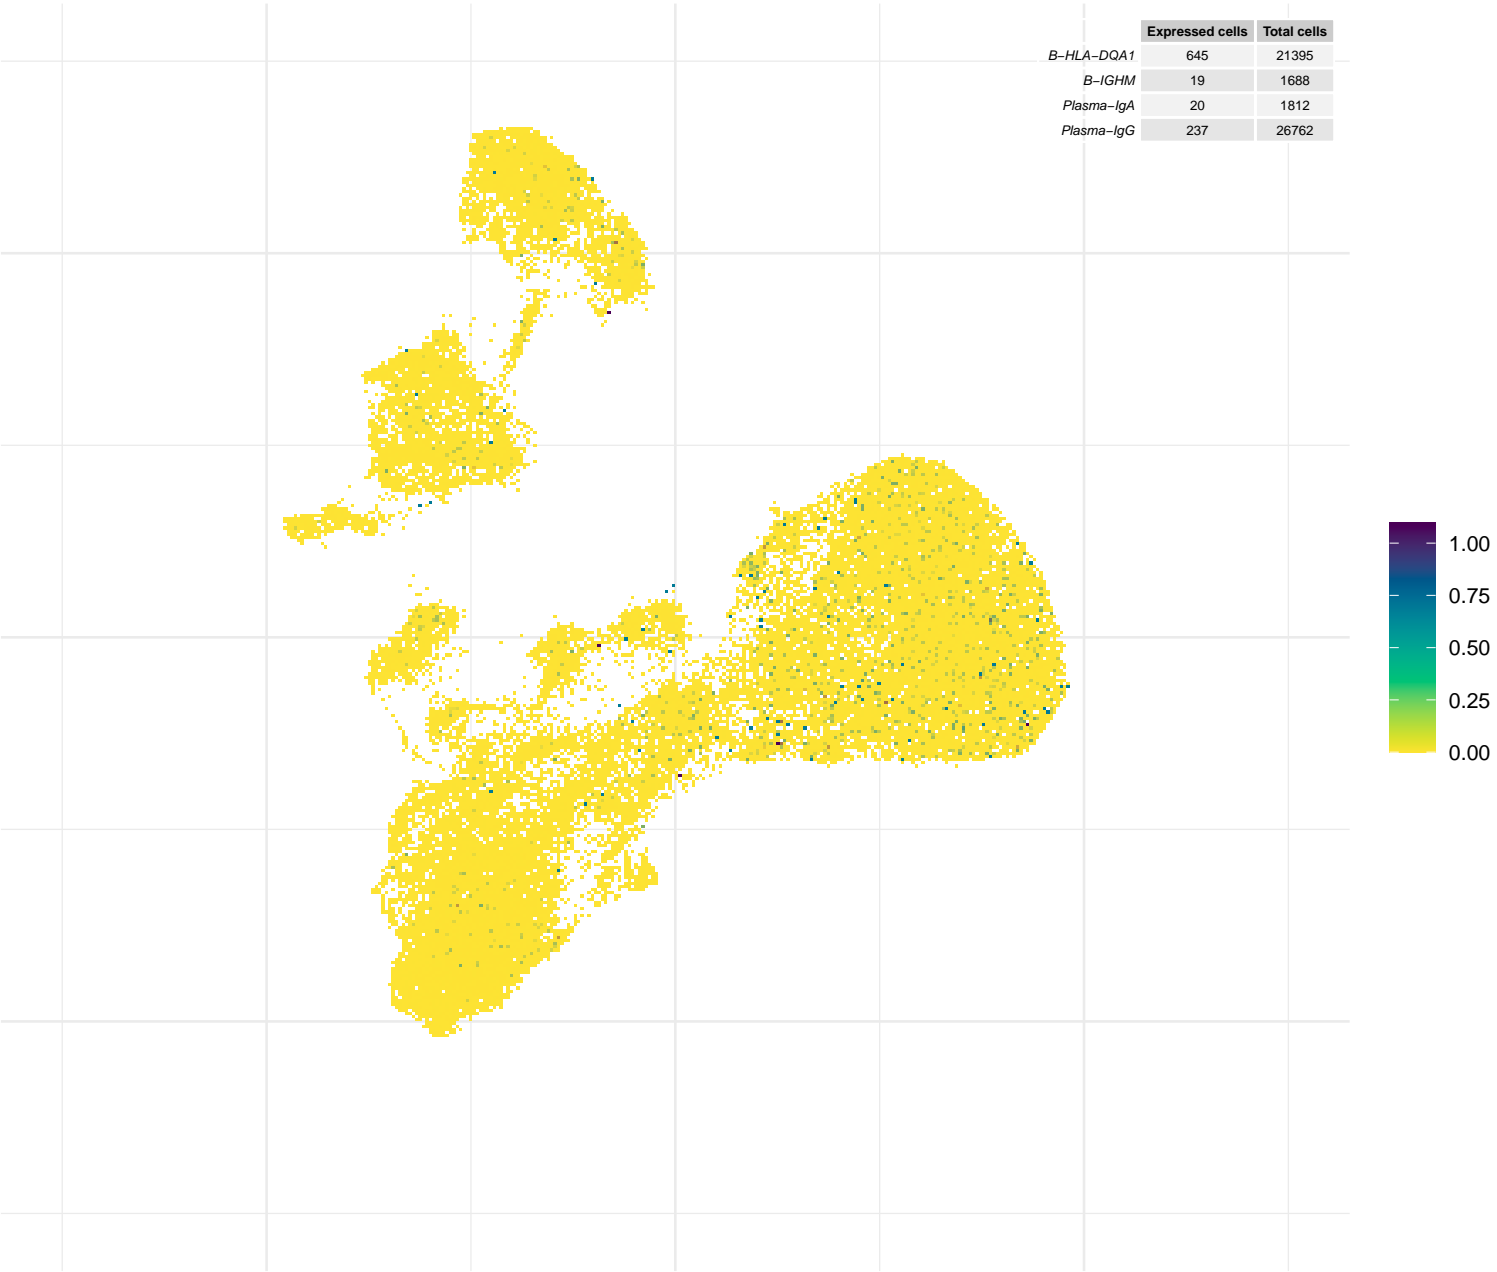 Expressed cells Total cells
B−HLA−DQA1 645 21395
B−IGHM 19 1688
Plasma−IgA 20 1812
Plasma−IgG 237 26762
1.00
0.75
0.50
0.25
0.00